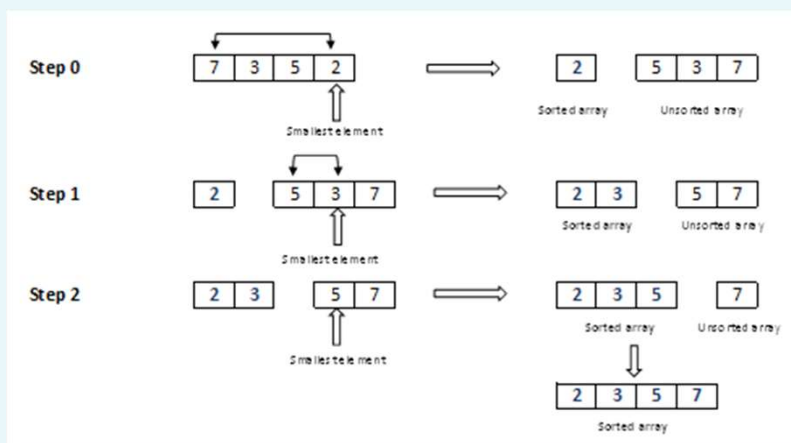 Step 0
7 3 5 2
2
5 3 7
Smallest element
Sorted array
Unsorted array
Step 1
2
5 3 7
2 3
5 7
Smallest element
Sorted array
Unsorted array
Step 2
2 3
5 7
2 3 5
7
Smallest element
Sorted array
Unsorted array
2 3 5 7
Sorted array